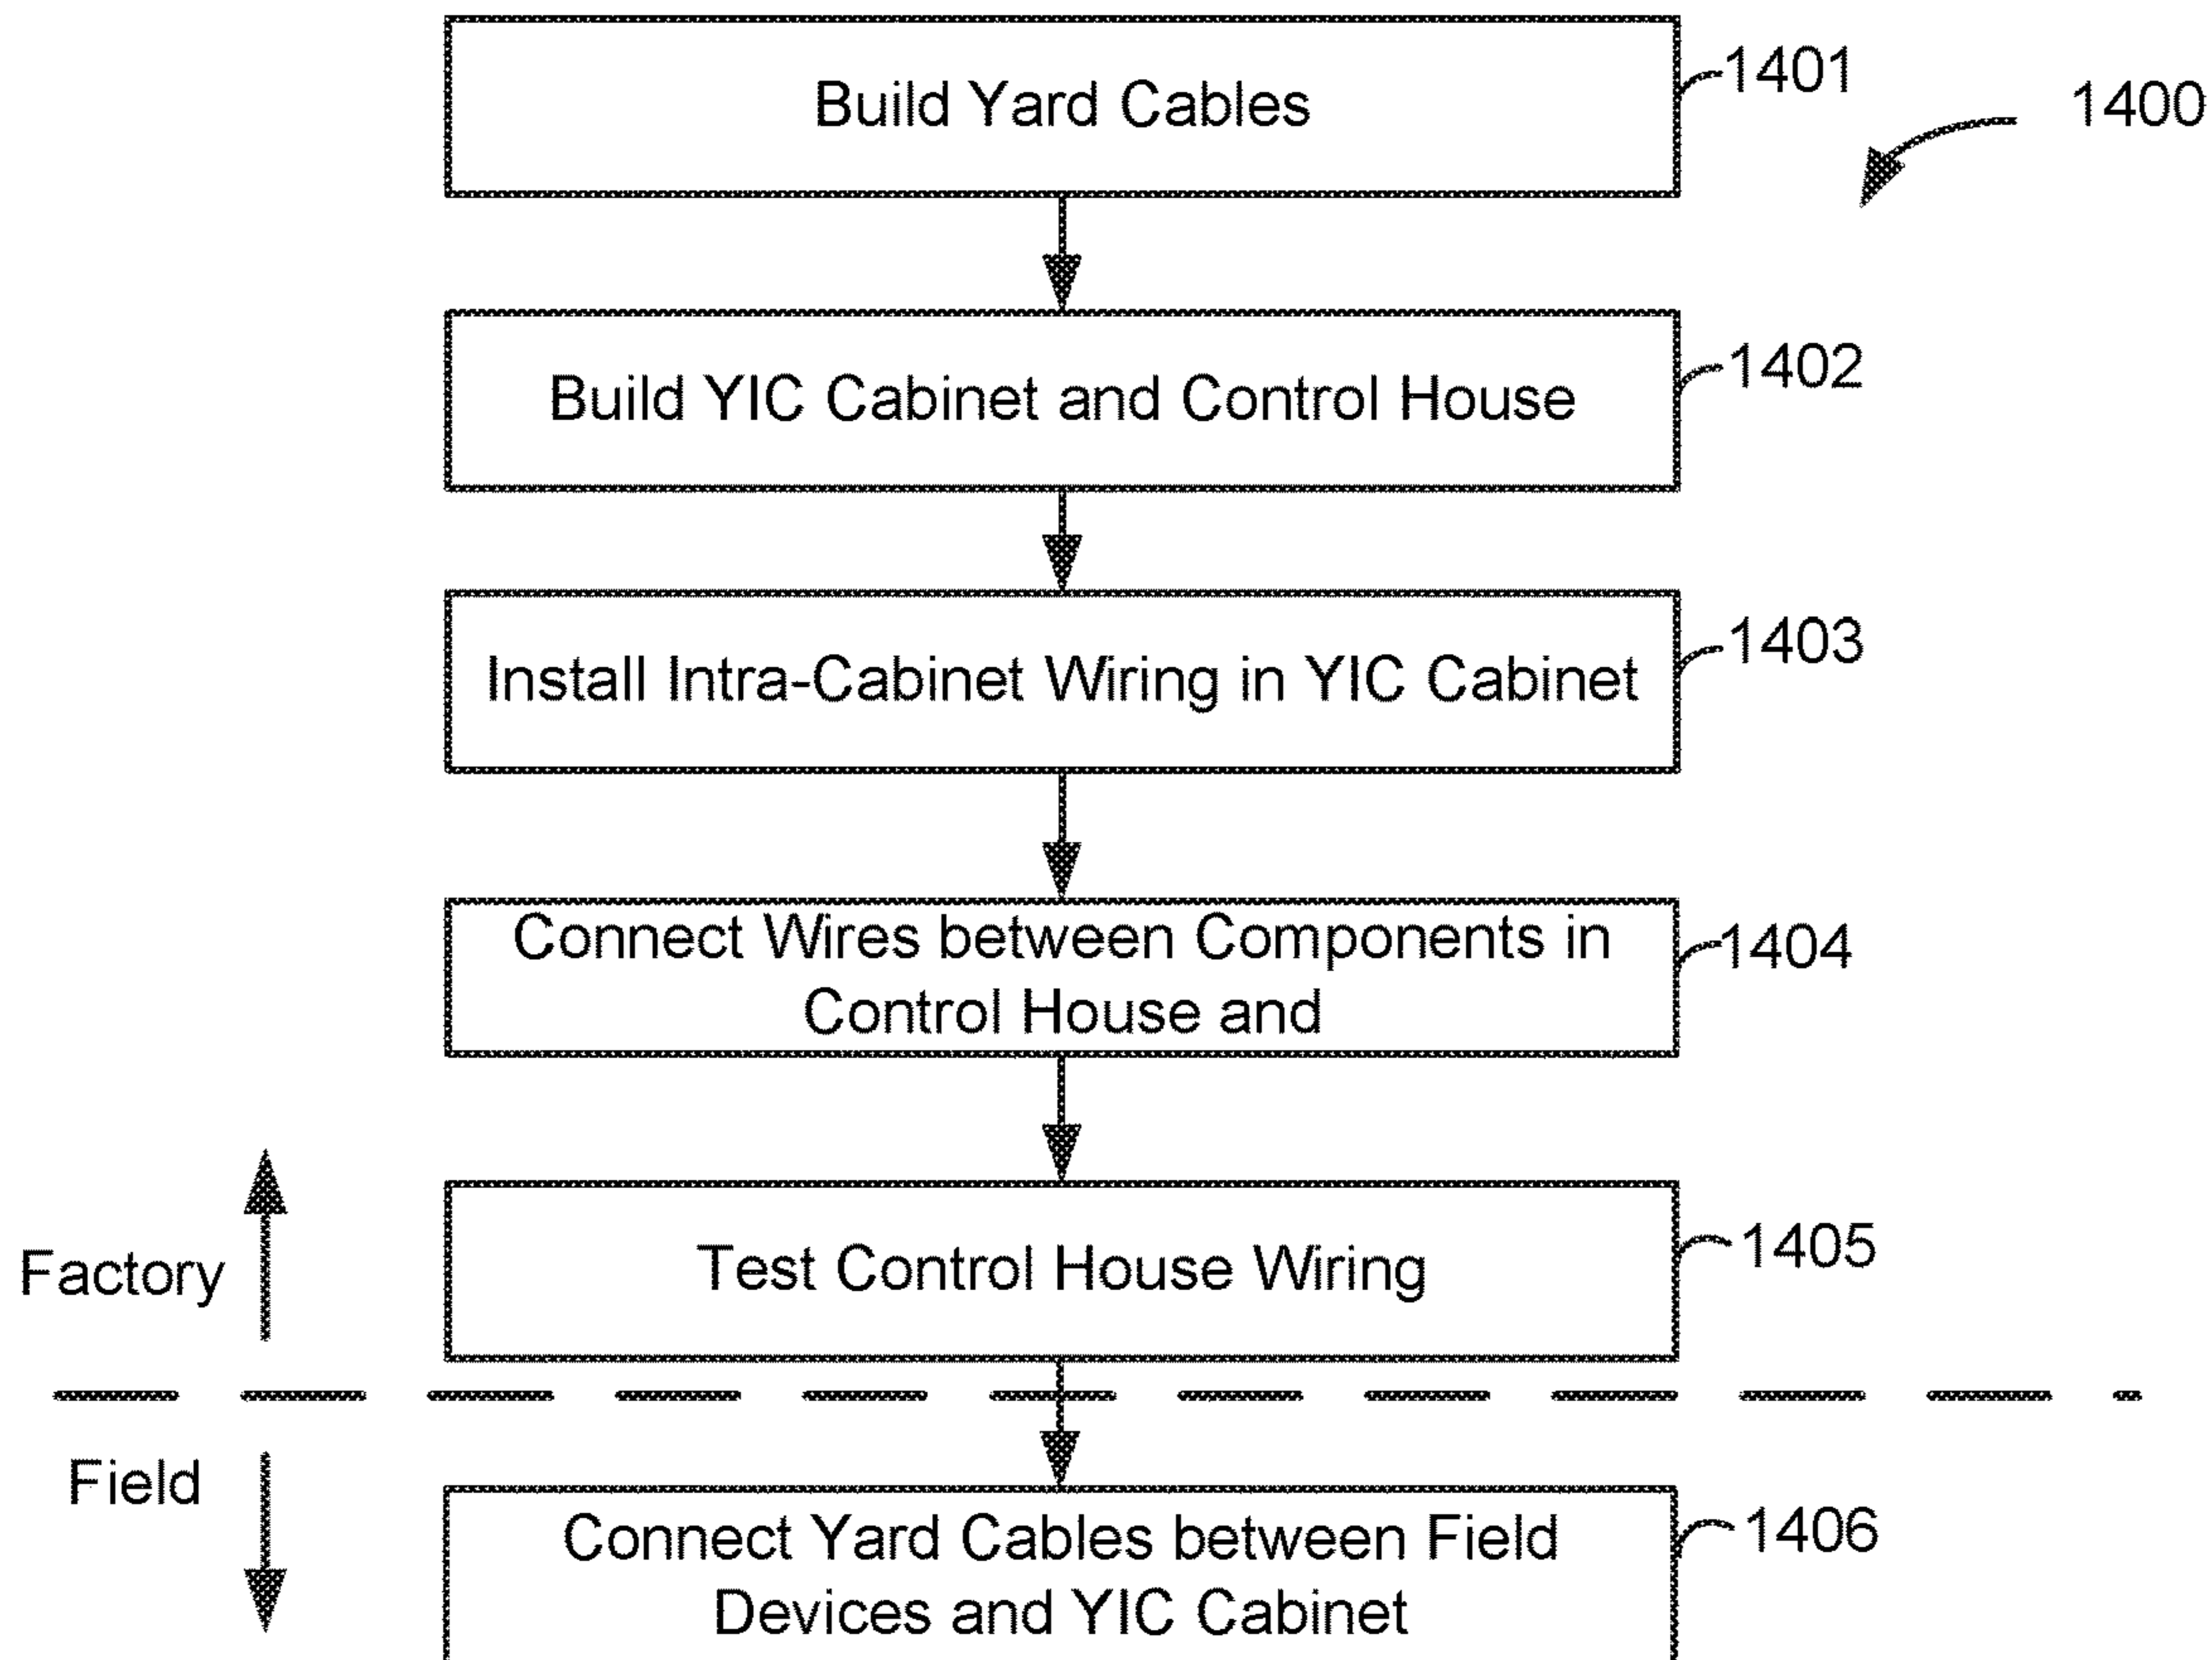 Build Yard Cables
1401
1400
Build YIC Cabinet and Control House
1402
Install Intra-Cabinet Wiring in YIC Cabinet
1403
Connect Wires between Components in
Control House and
1404
Test Control House Wiring
1405
Factory
Field
Connect Yard Cables between Field
Devices and YIC Cabinet
1406